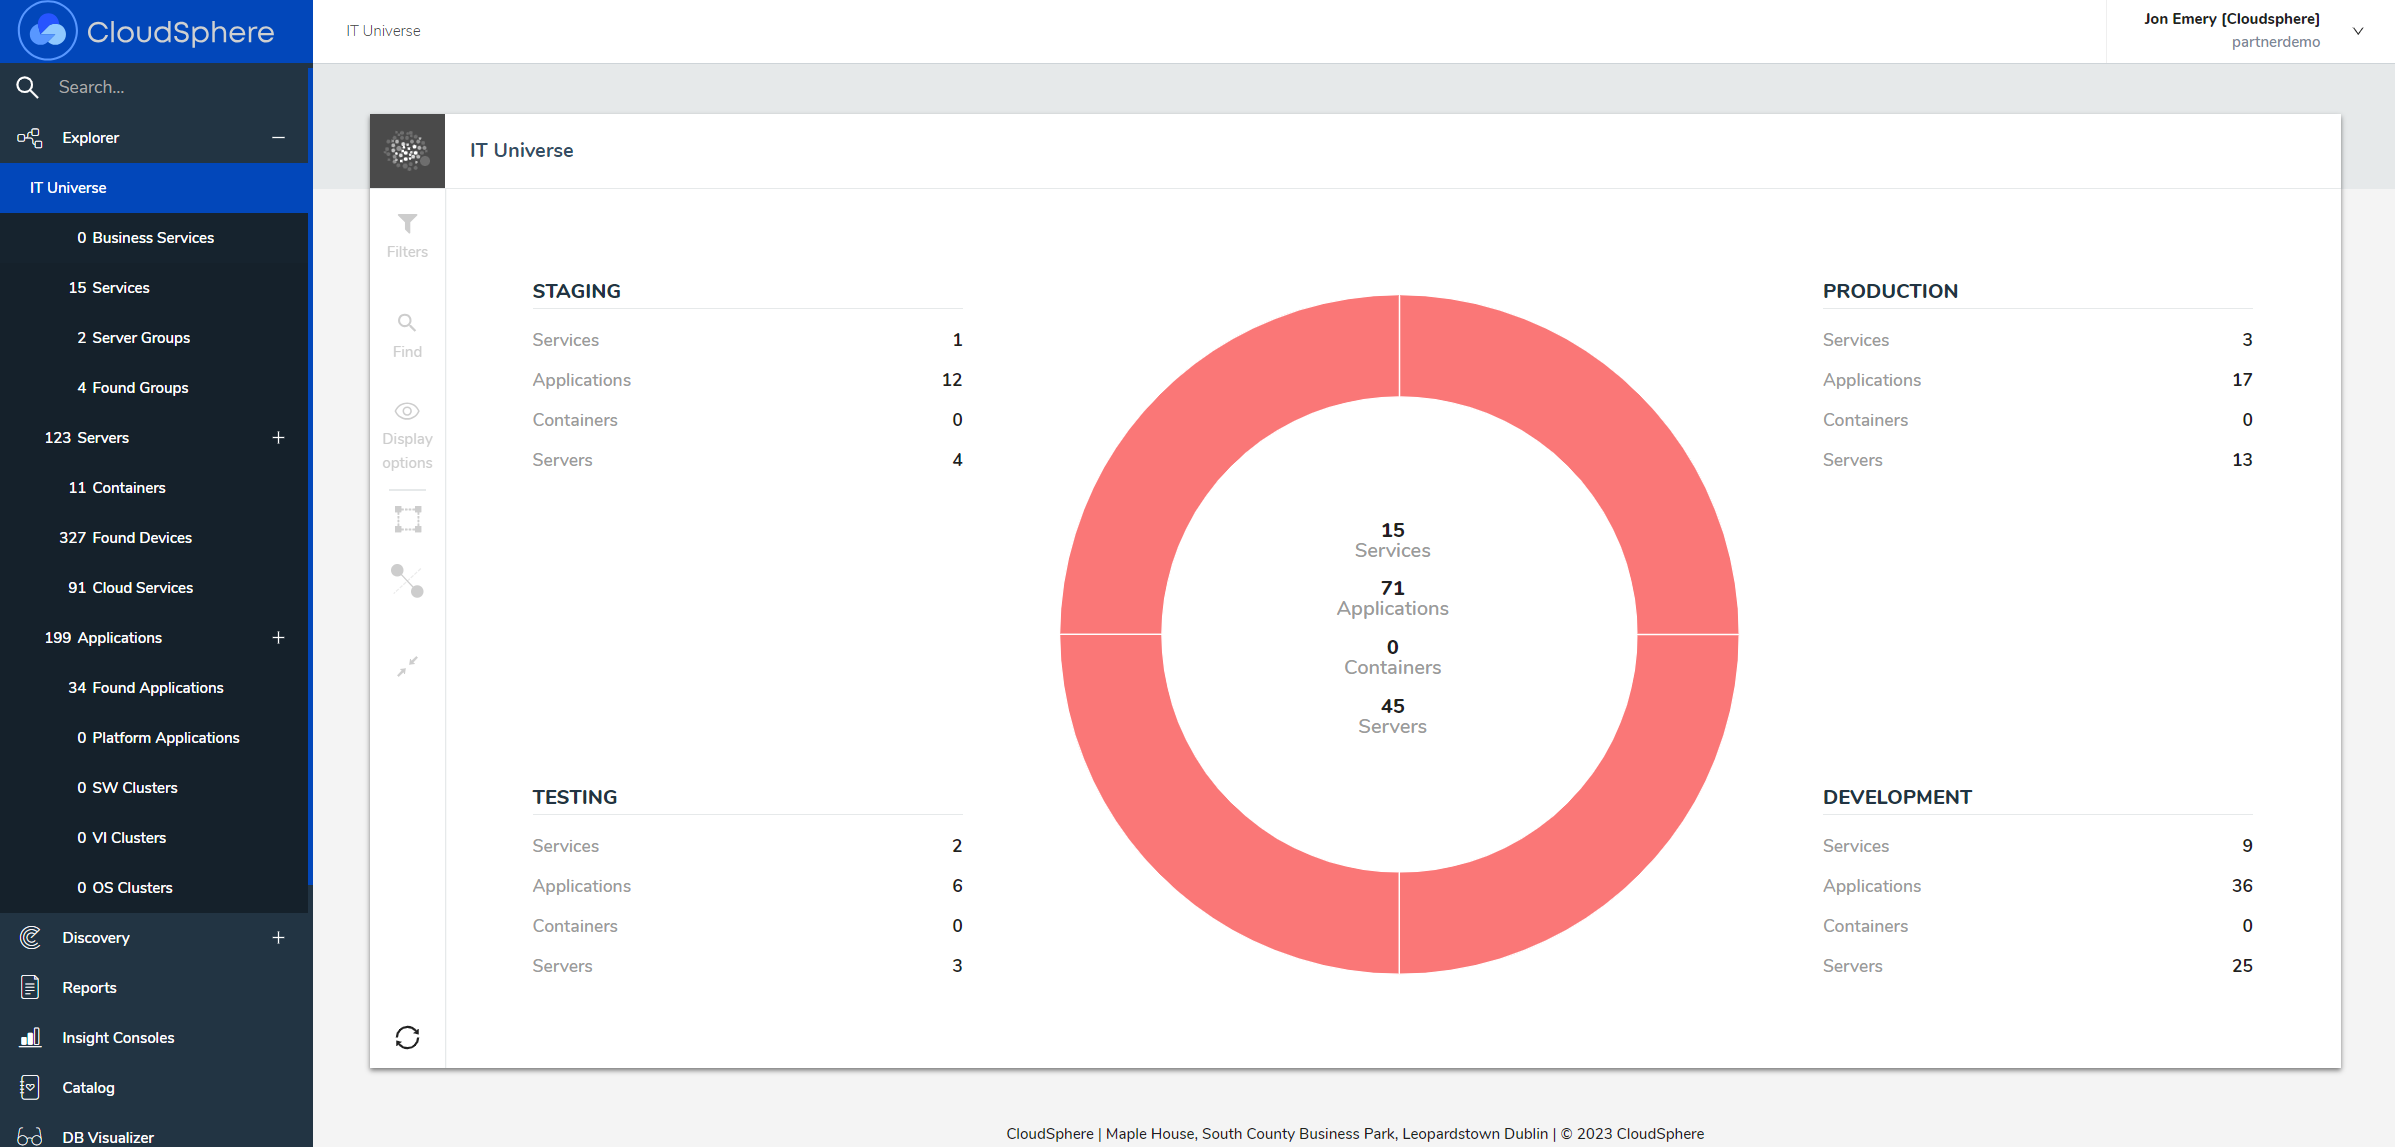 CloudSphere
Search...
Explorer
IT Universe
0 Business Services
15 Services
2 Server Groups
4 Found Groups
123 Servers
11 Containers
327 Found Devices
91 Cloud Services
199 Applications
34 Found Applications
0 Platform Applications
0 SW Clusters
0 VI Clusters
0 OS Clusters
Discovery
Reports
Insight Consoles
Catalog
DB Visualizer
IT Universe
Jon Emery [Cloudsphere]
partnerdemo
IT Universe
Filters
Find
Display
options
STAGING
Services 1
Applications 12
Containers 0
Servers 4
PRODUCTION
Services 3
Applications 17
Containers 0
Servers 13
15
Services
71
Applications
0
Containers
45
Servers
TESTING
Services 2
Applications 6
Containers 0
Servers 3
DEVELOPMENT
Services 9
Applications 36
Containers 0
Servers 25
CloudSphere | Maple House, South County Business Park, Leopardstown Dublin | © 2023 CloudSphere